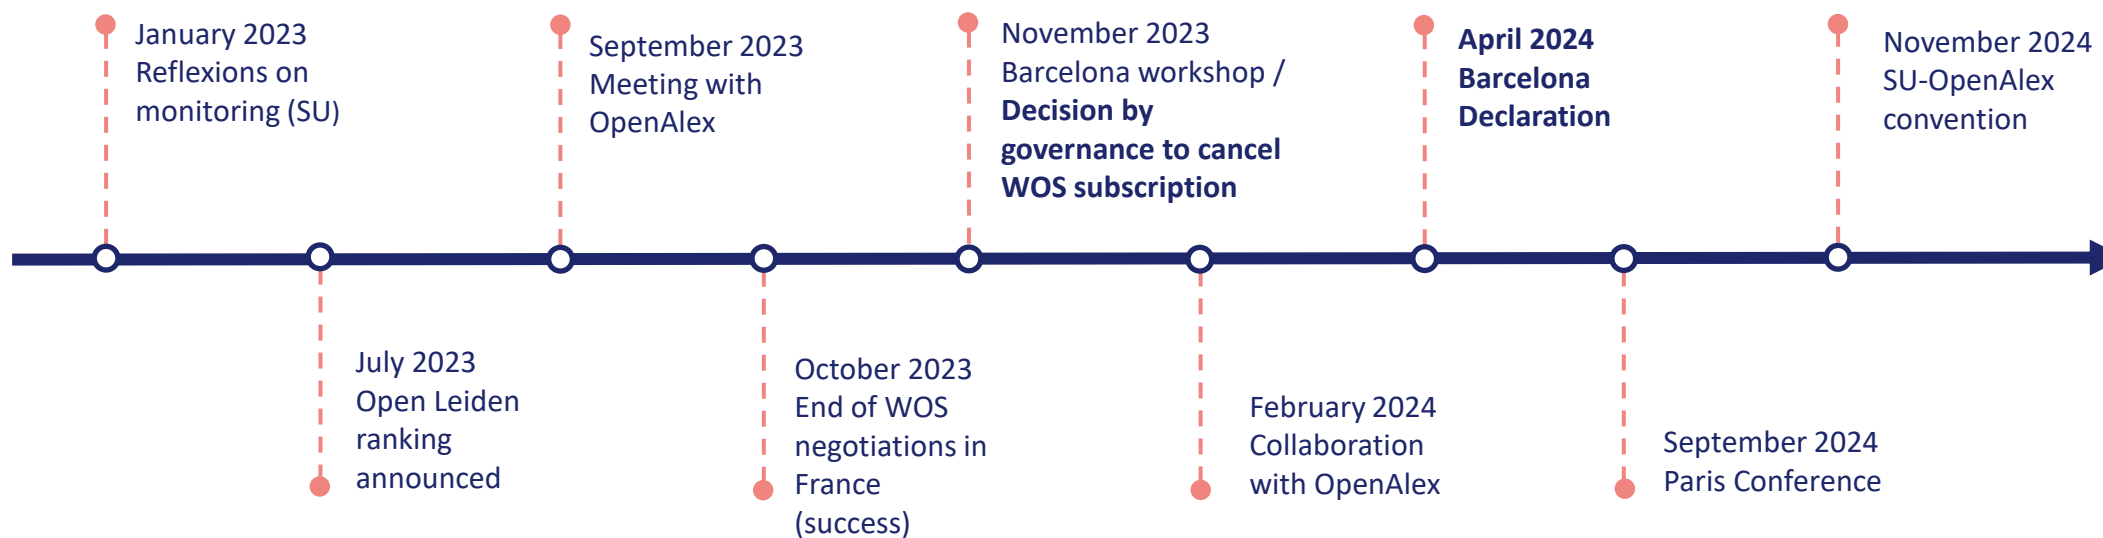 January 2023
Reflexions on
monitoring (SU)
July 2023
Open Leiden
ranking
announced
September 2023
Meeting with
OpenAlex
October 2023
End of WOS
negotiations in
France
(success)
November 2023
Barcelona workshop /
Decision by
governance to cancel
WOS subscription
February 2024
Collaboration
with OpenAlex
April 2024
Barcelona
Declaration
September 2024
Paris Conference
November 2024
SU-OpenAlex
convention